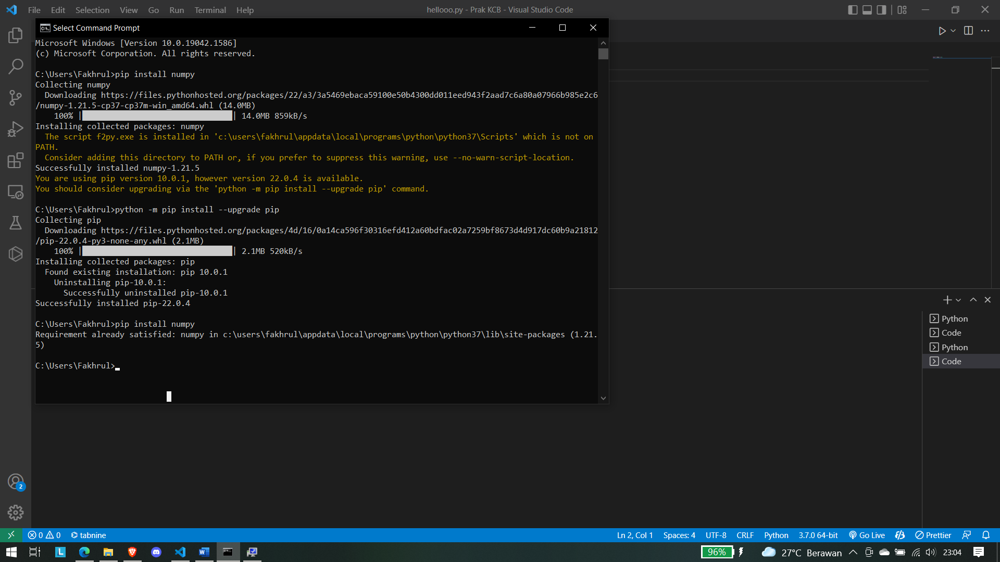 File Edit Selection View Go Run Terminal Help
hellooo.py - Prak KCB - Visual Studio Code
Select Command Prompt
Microsoft Windows [Version 10.0.19042.1586]
(c) Microsoft Corporation. All rights reserved.
C:\Users\Fakhrul>pip install numpy
Collecting numpy
Downloading https://files.pythonhosted.org/packages/22/a3/3a5469ebaca59100e50b4300dd011eed943f2aad7c6a80a07966b985e2c6
/numpy-1.21.5-cp37-cp37m-win_amd64.whl (14.0MB)
100% || 14.0MB 859kB/s
Installing collected packages: numpy
The script f2py.exe is installed in 'c:\users\fakhrul\appdata\local\programs\python\python37\Scripts' which is not on
PATH.
Consider adding this directory to PATH or, if you prefer to suppress this warning, use --no-warn-script-location.
Successfully installed numpy-1.21.5
You are using pip version 10.0.1, however version 22.0.4 is available.
You should consider upgrading via the 'python -m pip install --upgrade pip' command.
C:\Users\Fakhrul>python -m pip install --upgrade pip
Collecting pip
Downloading https://files.pythonhosted.org/packages/4d/16/0a14ca596f30316efd412a60bdfac02a7259bf8673d4d917dc60b9a21812
/pip-22.0.4-py3-none-any.whl (2.1MB)
100% || 2.1MB 520kB/s
Installing collected packages: pip
Found existing installation: pip 10.0.1
Uninstalling pip-10.0.1:
Successfully uninstalled pip-10.0.1
Successfully installed pip-22.0.4
C:\Users\Fakhrul>pip install numpy
Requirement already satisfied: numpy in c:\users\fakhrul\appdata\local\programs\python\python37\lib\site-packages (1.21.
5)
C:\Users\Fakhrul>
Python
Code
Python
Code
2
0 0 tabnine
Ln 2, Col 1 Spaces: 4 UTF-8 CRLF Python 3.7.0 64-bit Go Live Prettier
96% 27°C Berawan 23:04